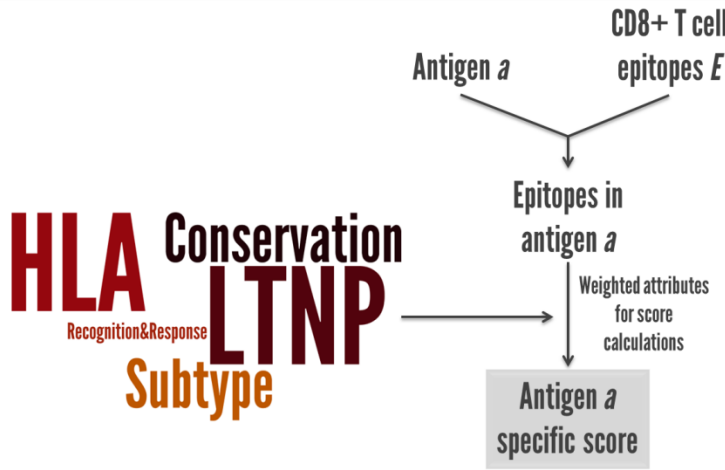 CD8+ T cell
epitopes E
Antigen a
Epitopes in
antigen a
HLA
Conservation
LTNP
Recognition&Response
Subtype
Weighted attributes
for score
calculations
Antigen a
specific score